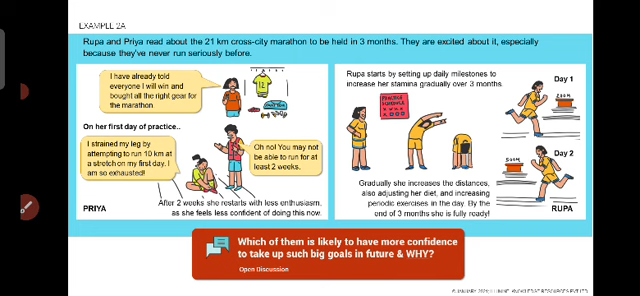 EXAMPLE 2A
Rupa and Priya read about the 21 km cross-city marathon to be held in 3 months. They are excited about it, especially
because they've never run seriously before.
I have already told
everyone I will win and
bought all the right gear for
the marathon.
12
On her first day of practice..
I strained my leg by
attempting to run 10 km at
a stretch on my first day. I
am so exhausted!
Oh no! You may not
be able to run for at
least 2 weeks.
After 2 weeks she restarts with less enthusiasm,
as she feels less confident of doing this now.
PRIYA
Rupa starts by setting up daily milestones to
increase her stamina gradually over 3 months.
PRACTICE
SCHEDULE
Day 1
Day 2
500M
Gradually she increases the distances,
also adjusting her diet, and increasing
periodic exercises in the day. By the
end of 3 months she is fully ready!
RUPA
Which of them is likely to have more confidence
to take up such big goals in future & WHY?
Open Discussion